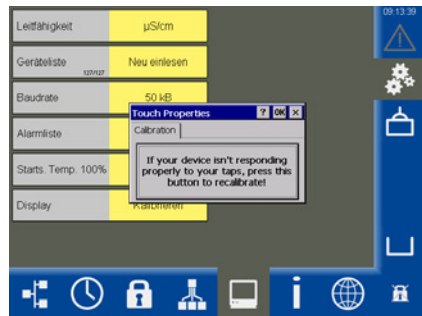 09:13:39
Leitfähigkeit µS/cm
Geräteliste 127/127 Neu einlesen
Baudrate 50 kB
Touch Properties ? OK ×
Alarmliste
Calibration
If your device isn't responding
properly to your taps, press this
button to recalibrate!
Starts. Temp. 100%
Display Kalibrieren